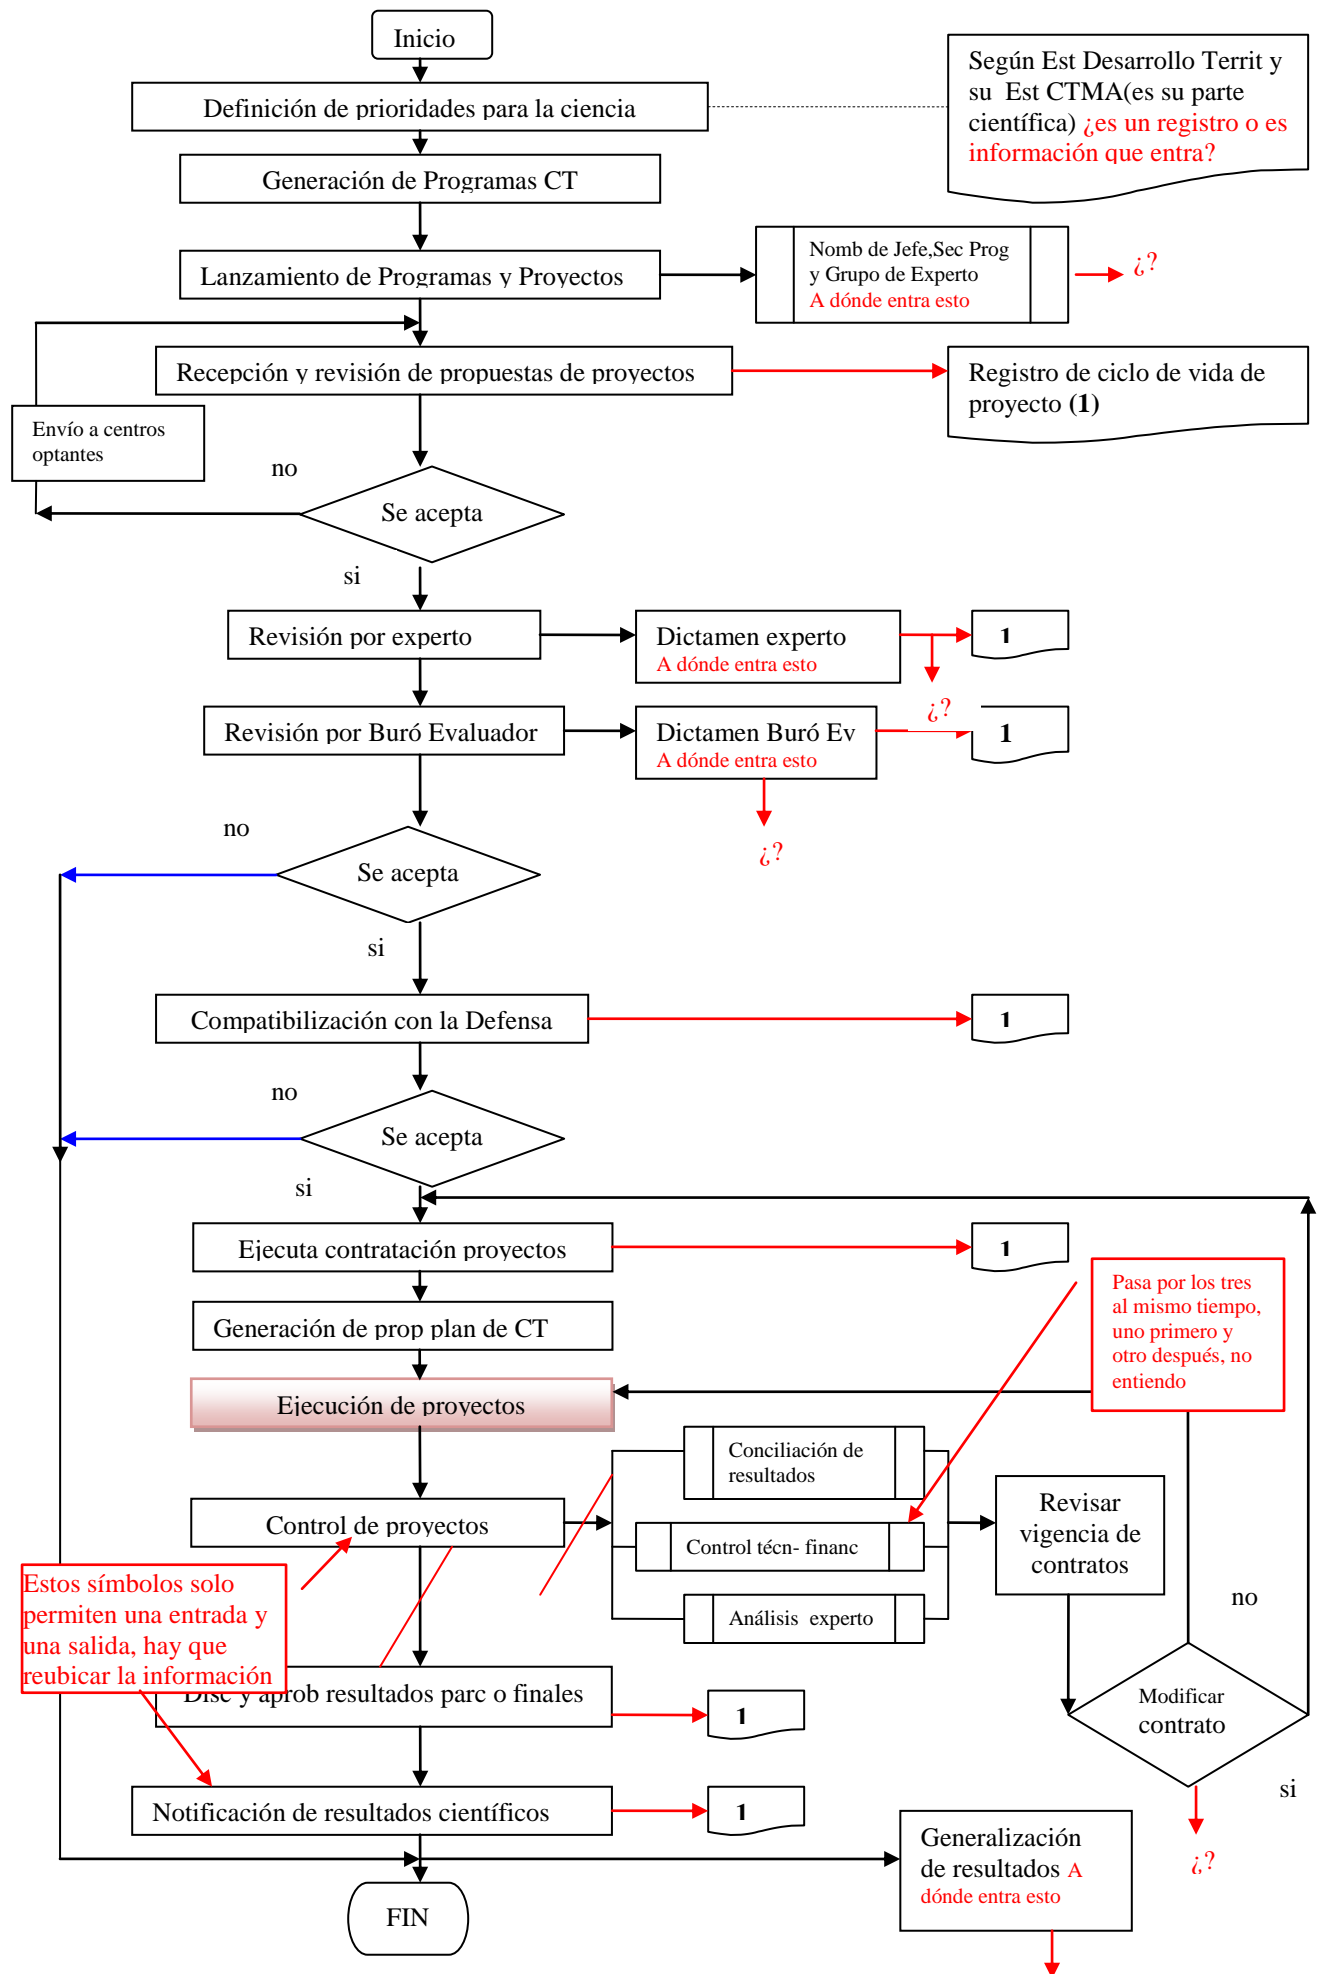 Inicio
Según Est Desarrollo Territ y
su Est CTMA(es su parte
científica) ¿es un registro o es
información que entra?
Definición de prioridades para la ciencia
Generación de Programas CT
Lanzamiento de Programas y Proyectos
Nomb de Jefe,Sec Prog
y Grupo de Experto
A dónde entra esto
¿?
Recepción y revisión de propuestas de proyectos
Registro de ciclo de vida de
proyecto (1)
Envío a centros
optantes
no
Se acepta
si
Revisión por experto
Dictamen experto
A dónde entra esto
1
¿?
Revisión por Buró Evaluador
Dictamen Buró Ev
A dónde entra esto
1
¿?
no
Se acepta
si
Compatibilización con la Defensa
1
no
Se acepta
si
Ejecuta contratación proyectos
1
Pasa por los tres
al mismo tiempo,
uno primero y
otro después, no
entiendo
Generación de prop plan de CT
Ejecución de proyectos
Conciliación de
resultados
Control de proyectos
Control técn- financ
Análisis experto
Revisar
vigencia de
contratos
no
Estos símbolos solo
permiten una entrada y
una salida, hay que
reubicar la información
Disc y aprob resultados parc o finales
1
Modificar
contrato
si
¿?
Notificación de resultados científicos
1
Generalización
de resultados A
dónde entra esto
FIN